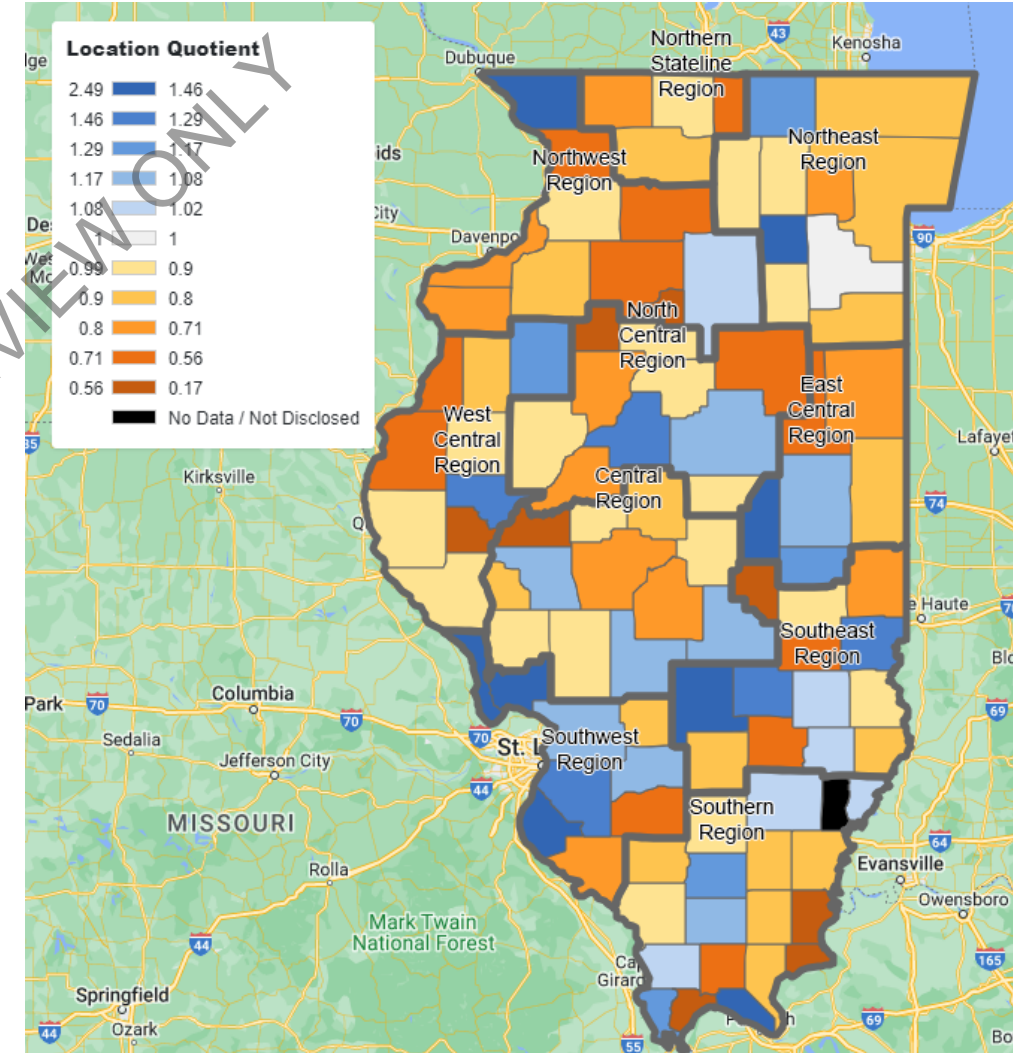 Location Quotient
2.49 1.46
1.46 1.29
1.29 1.17
1.17 1.08
1.08 1.02
1 1
0.99 0.9
0.9 0.8
0.8 0.71
0.71 0.56
0.56 0.17
No Data / Not Disclosed
VIEW ONLY
Dubuque
Northern
Stateline
Region
43
Kenosha
Northeast
Region
Northwest
Region
90
North
Central
Region
West
Central
Region
East
Central
Region
Central
Region
Kirksville
74
Southeast
Region
Columbia
70
70
Park
70
69
Sedalia
Jefferson City
St. L
Southwest
Region
44
MISSOURI
Southern
Region
64
Evansville
Rolla
Owensboro
Mark Twain
National Forest
44
165
Springfield
Ozark
44
55
69